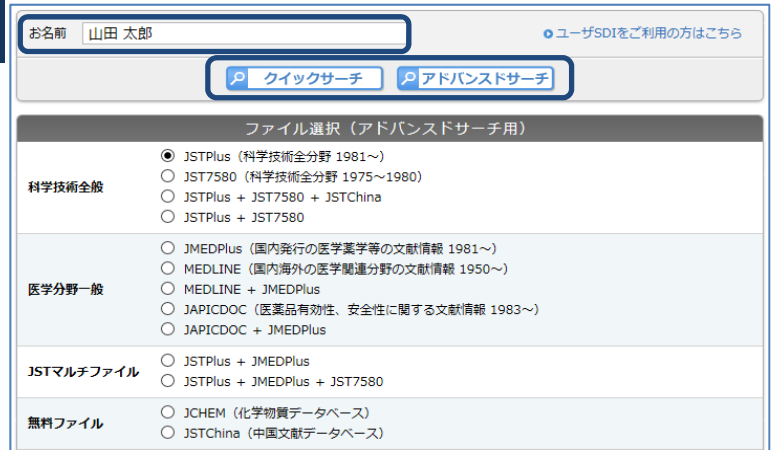 お名前 山田 太郎 ユーザSDIをご利用の方はこちら
クイックサーチ アドバンスドサーチ
ファイル選択（アドバンスドサーチ用）
科学技術全般
JSTPlus（科学技術全分野 1981～）
JST7580（科学技術全分野 1975～1980）
JSTPlus + JST7580 + JSTChina
JSTPlus + JST7580
医学分野一般
JMEDPlus（国内発行の医学薬学等の文献情報 1981～）
MEDLINE（国内海外の医学関連分野の文献情報 1950～）
MEDLINE + JMEDPlus
JAPICDOC（医薬品有効性、安全性に関する文献情報 1983～）
JAPICDOC + JMEDPlus
JSTマルチファイル
JSTPlus + JMEDPlus
JSTPlus + JMEDPlus + JST7580
無料ファイル
JCHEM（化学物質データベース）
JSTChina（中国文献データベース）